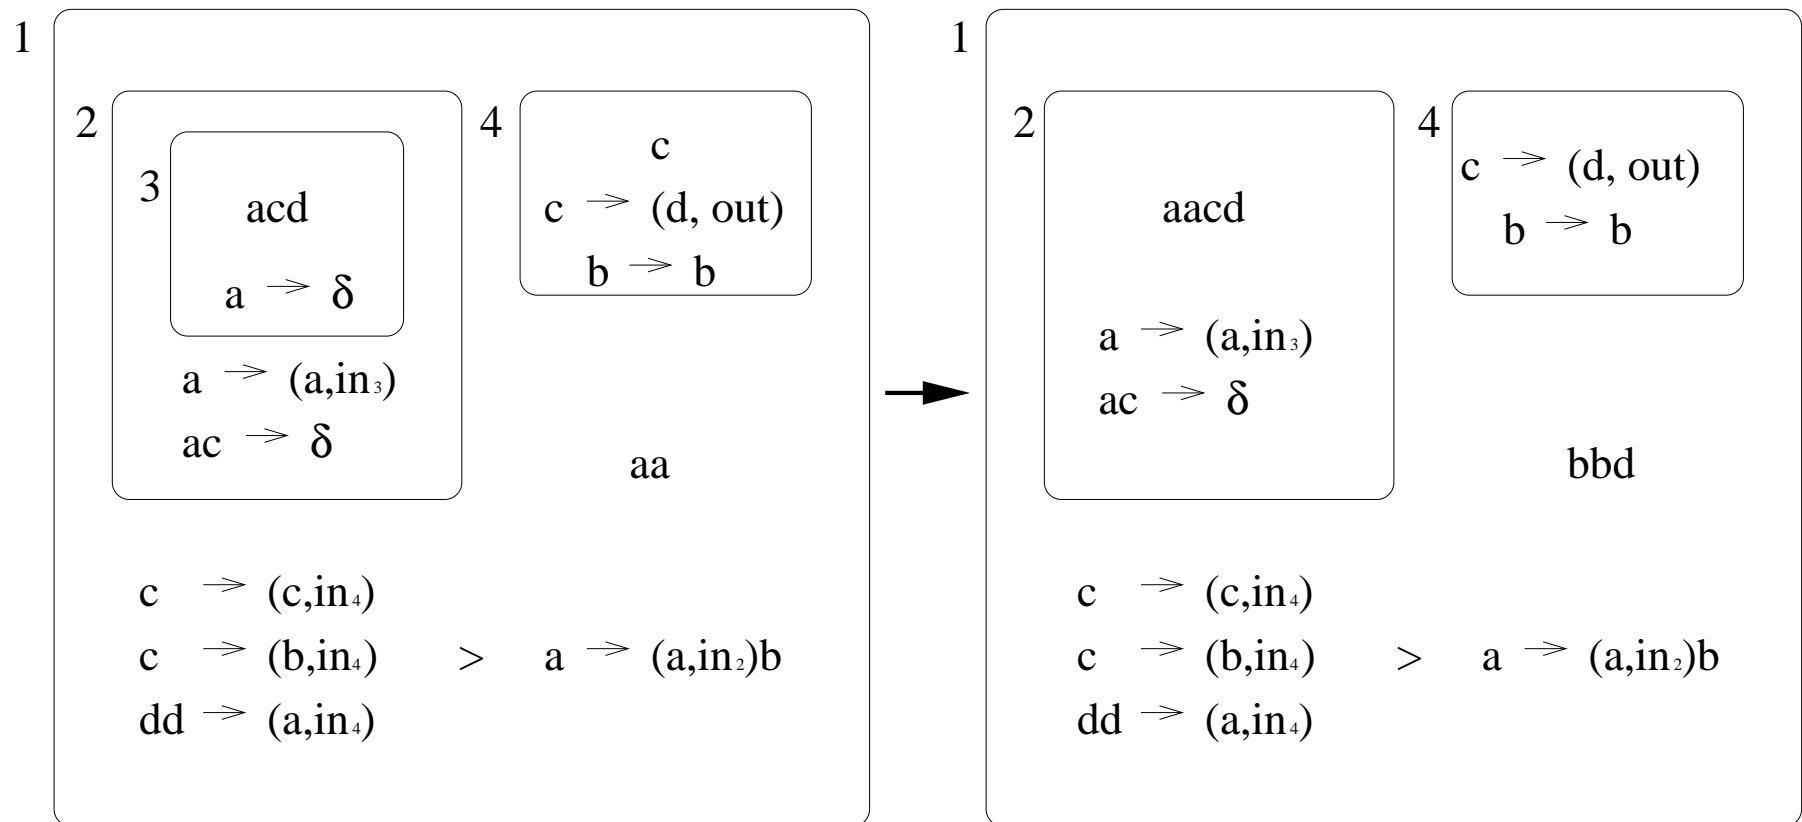 1
2
3
acd
a → δ
a → (a,in₃)
ac → δ
4
c
c → (d, out)
b → b
aa
c → (c,in₄)
c → (b,in₄) > a → (a,in₂)b
dd → (a,in₄)
1
2
aacd
a → (a,in₃)
ac → δ
4
c → (d, out)
b → b
bbd
c → (c,in₄)
c → (b,in₄) > a → (a,in₂)b
dd → (a,in₄)